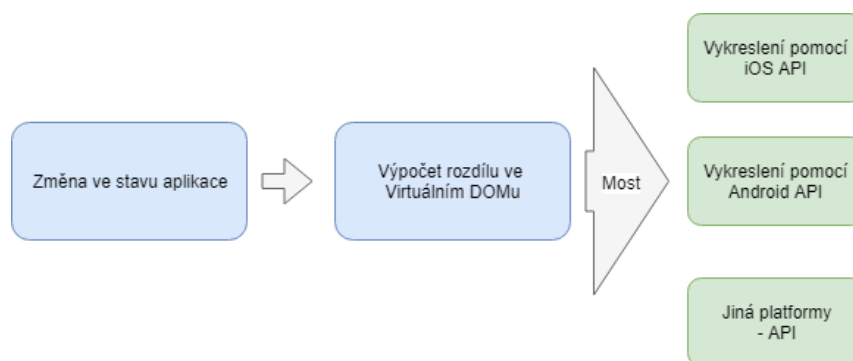 Změna ve stavu aplikace
Výpočet rozdílu ve
Virtuálním DOMu
Most
Vykreslení pomocí
iOS API
Vykreslení pomocí
Android API
Jiná platformy
- API